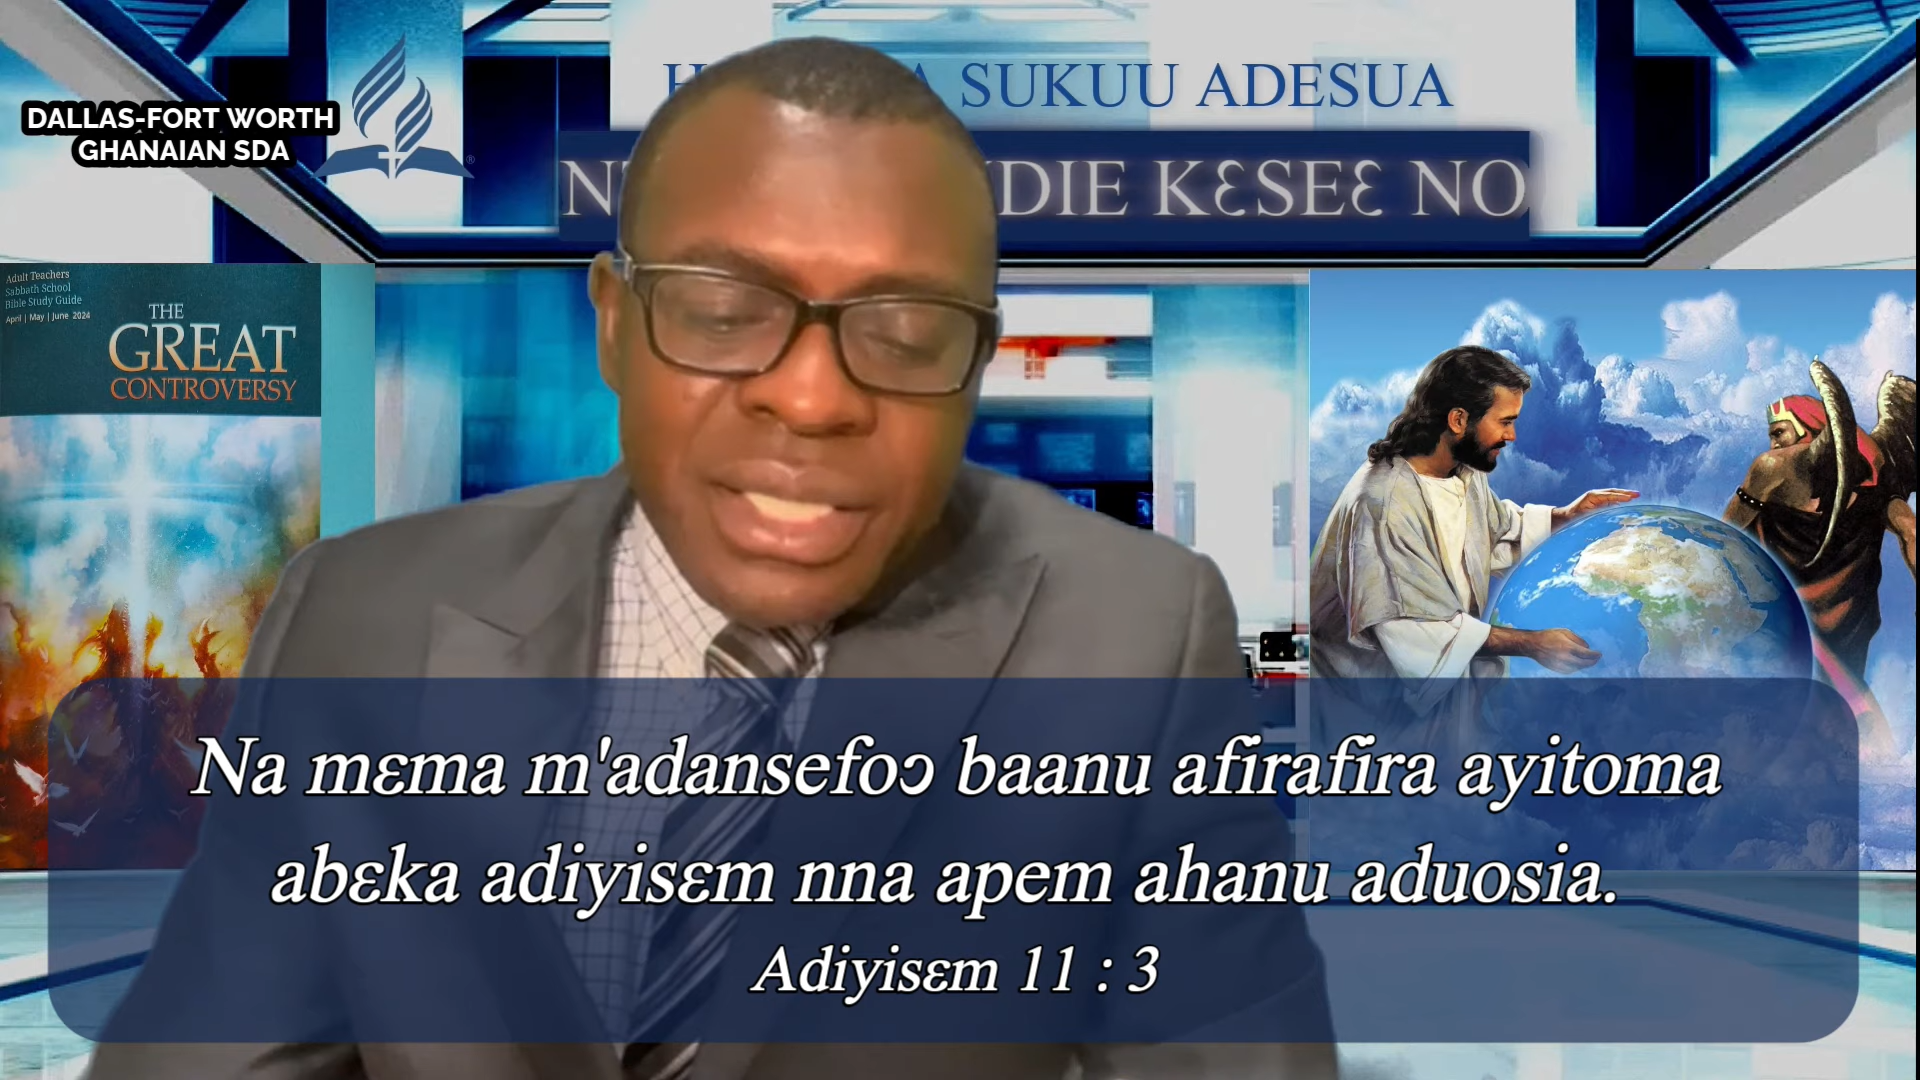 DALLAS-FORT WORTH
GHANAIAN SDA
SUKUU ADESUA
KƐSEƐ NO
Adult Teachers
Sabbath School
Bible Study Guide
April | May | June 2024
THE
GREAT
CONTROVERSY
Na mɛma m'adansefoɔ baanu afirafira ayitoma
abɛka adiyisɛm nna apem ahanu aduosia.
Adiyisɛm 11 : 3